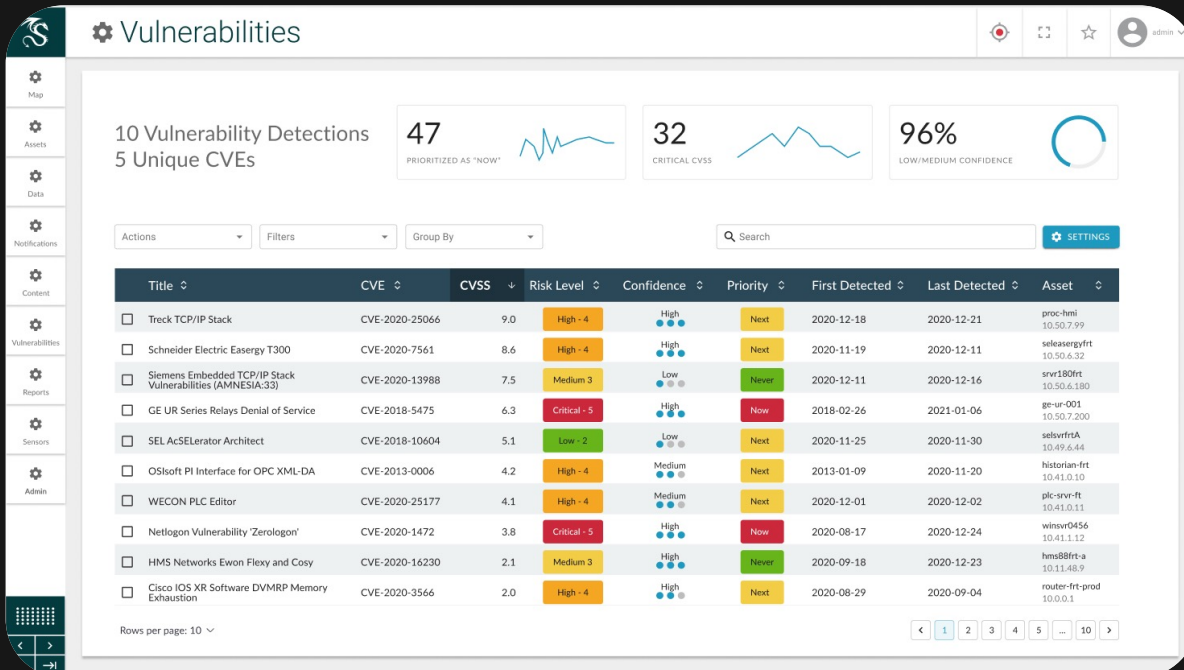 Vulnerabilities
admin
Map
Assets
Data
Notifications
Content
Vulnerabilities
Reports
Sensors
Admin
10 Vulnerability Detections
5 Unique CVEs
47
PRIORITIZED AS "NOW"
32
CRITICAL CVSS
96%
LOW/MEDIUM CONFIDENCE
Actions
Filters
Group By
Search
SETTINGS
Title CVE CVSS Risk Level Confidence Priority First Detected Last Detected Asset
Treck TCP/IP Stack CVE-2020-25066 9.0 High - 4 High Next 2020-12-18 2020-12-21 proc-hmi
10.50.7.99
Schneider Electric Easergy T300 CVE-2020-7561 8.6 High - 4 High Next 2020-11-19 2020-12-11 seleasergyfrt
10.50.6.32
Siemens Embedded TCP/IP Stack
Vulnerabilities (AMNESIA:33) CVE-2020-13988 7.5 Medium 3 Low Never 2020-12-11 2020-12-16 srvr180frt
10.50.6.180
GE UR Series Relays Denial of Service CVE-2018-5475 6.3 Critical - 5 High Now 2018-02-26 2021-01-06 ge-ur-001
10.50.7.200
SEL AcSELerator Architect CVE-2018-10604 5.1 Low - 2 Low Next 2020-11-25 2020-11-30 selsvrfrtA
10.49.6.44
OSIsoft PI Interface for OPC XML-DA CVE-2013-0006 4.2 High - 4 Medium Next 2013-01-09 2020-11-20 historian-frt
10.41.0.10
WECON PLC Editor CVE-2020-25177 4.1 High - 4 Medium Next 2020-12-01 2020-12-02 plc-srvr-ft
10.41.0.11
Netlogon Vulnerability 'Zerologon' CVE-2020-1472 3.8 Critical - 5 High Now 2020-08-17 2020-12-24 winsvr0456
10.41.1.12
HMS Networks Ewon Flexy and Cosy CVE-2020-16230 2.1 Medium 3 High Never 2020-09-18 2020-12-23 hms88frt-a
10.11.48.9
Cisco IOS XR Software DVMRP Memory
Exhaustion CVE-2020-3566 2.0 High - 4 High Next 2020-08-29 2020-09-04 router-frt-prod
10.0.0.1
Rows per page: 10
1 2 3 4 5 ... 10